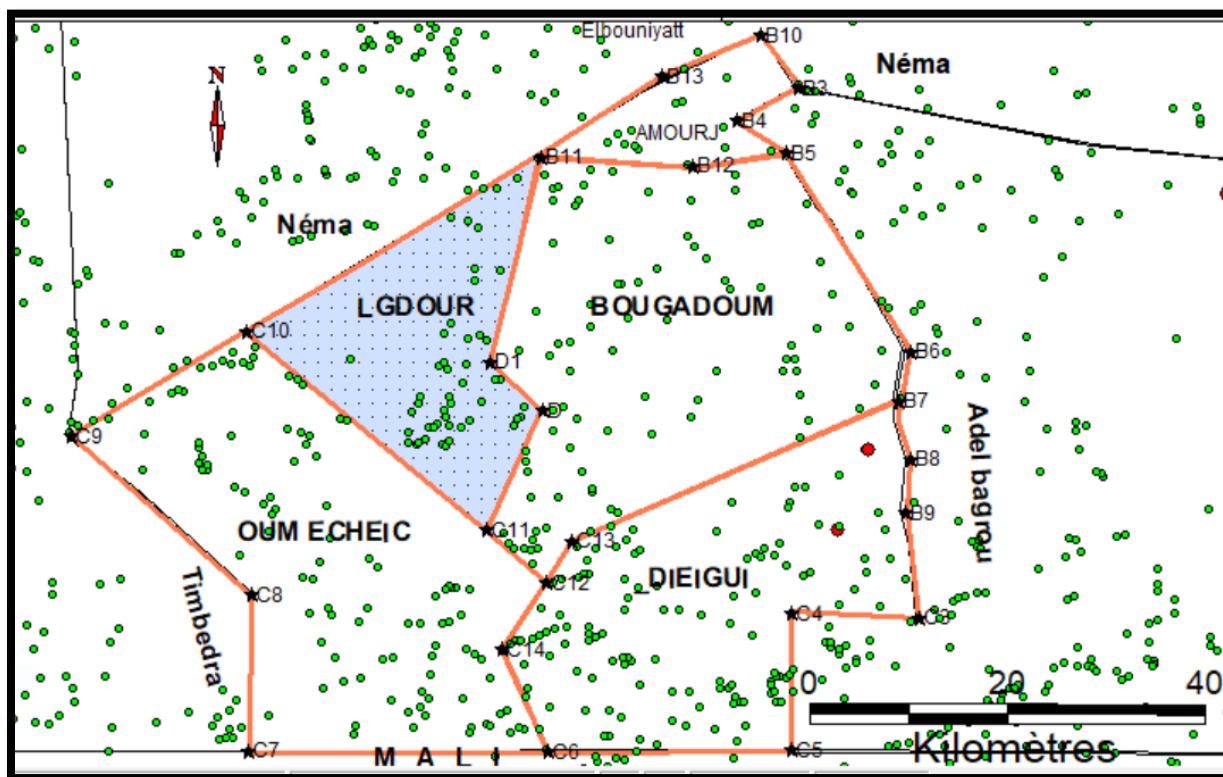 Elbouniyatt
B10
Néma
N
B13
B3
B4
AMOURJ
B5
B11
B12
Néma
LGDOUR
BOUGADOUM
C10
D1
B6
B7
D
Adel bagrou
C9
B8
B9
OUM ECHEIC
C11
C13
C12
_DIEIGUI
Timbedra
C8
C4
C3
C14
0 20 40
Kilomètres
C7
M A L I
C6
C5